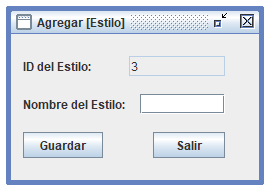 Agregar [Estilo]
ID del Estilo: 3
Nombre del Estilo:
Guardar Salir